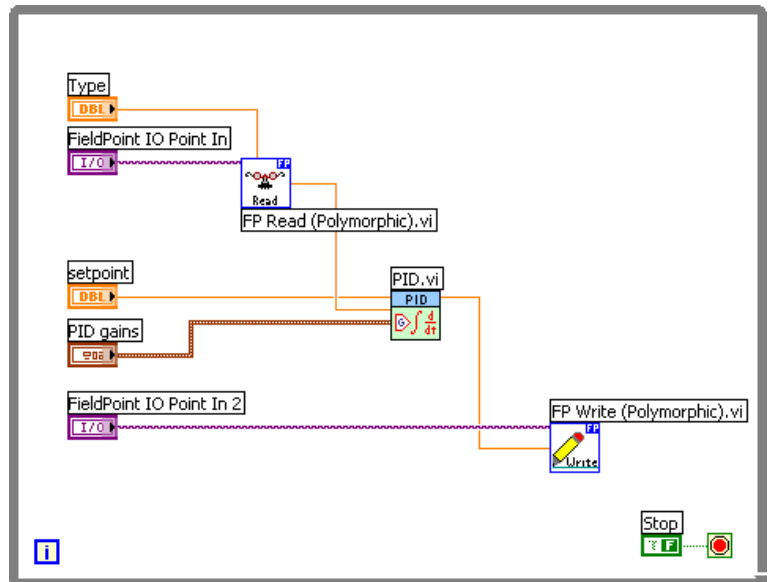 Type
DBL
FieldPoint IO Point In
I/O
FP
Read
FP Read (Polymorphic).vi
setpoint
DBL
PID.vi
PID
G ∫ d/dt
PID gains
FieldPoint IO Point In 2
I/O
FP Write (Polymorphic).vi
FP
Write
Stop
F
i